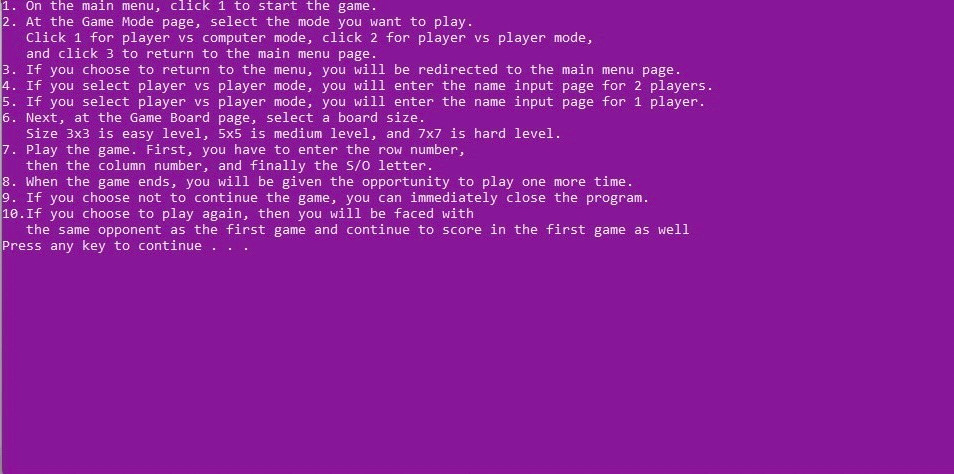 1. On the main menu, click 1 to start the game.
2. At the Game Mode page, select the mode you want to play.
Click 1 for player vs computer mode, click 2 for player vs player mode,
and click 3 to return to the main menu page.
3. If you choose to return to the menu, you will be redirected to the main menu page.
4. If you select player vs player mode, you will enter the name input page for 2 players.
5. If you select player vs player mode, you will enter the name input page for 1 player.
6. Next, at the Game Board page, select a board size.
Size 3x3 is easy level, 5x5 is medium level, and 7x7 is hard level.
7. Play the game. First, you have to enter the row number,
then the column number, and finally the S/O letter.
8. When the game ends, you will be given the opportunity to play one more time.
9. If you choose not to continue the game, you can immediately close the program.
10.If you choose to play again, then you will be faced with
the same opponent as the first game and continue to score in the first game as well
Press any key to continue . . .